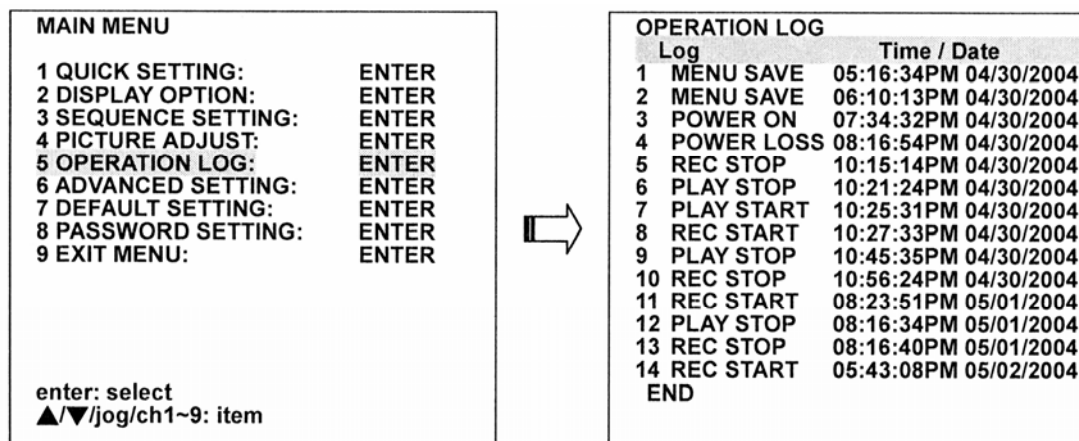 MAIN MENU
1 QUICK SETTING: ENTER
2 DISPLAY OPTION: ENTER
3 SEQUENCE SETTING: ENTER
4 PICTURE ADJUST: ENTER
5 OPERATION LOG: ENTER
6 ADVANCED SETTING: ENTER
7 DEFAULT SETTING: ENTER
8 PASSWORD SETTING: ENTER
9 EXIT MENU: ENTER
enter: select
▲/▼/jog/ch1~9: item
OPERATION LOG
Log Time / Date
1 MENU SAVE 05:16:34PM 04/30/2004
2 MENU SAVE 06:10:13PM 04/30/2004
3 POWER ON 07:34:32PM 04/30/2004
4 POWER LOSS 08:16:54PM 04/30/2004
5 REC STOP 10:15:14PM 04/30/2004
6 PLAY STOP 10:21:24PM 04/30/2004
7 PLAY START 10:25:31PM 04/30/2004
8 REC START 10:27:33PM 04/30/2004
9 PLAY STOP 10:45:35PM 04/30/2004
10 REC STOP 10:56:24PM 04/30/2004
11 REC START 08:23:51PM 05/01/2004
12 PLAY STOP 08:16:34PM 05/01/2004
13 REC STOP 08:16:40PM 05/01/2004
14 REC START 05:43:08PM 05/02/2004
END